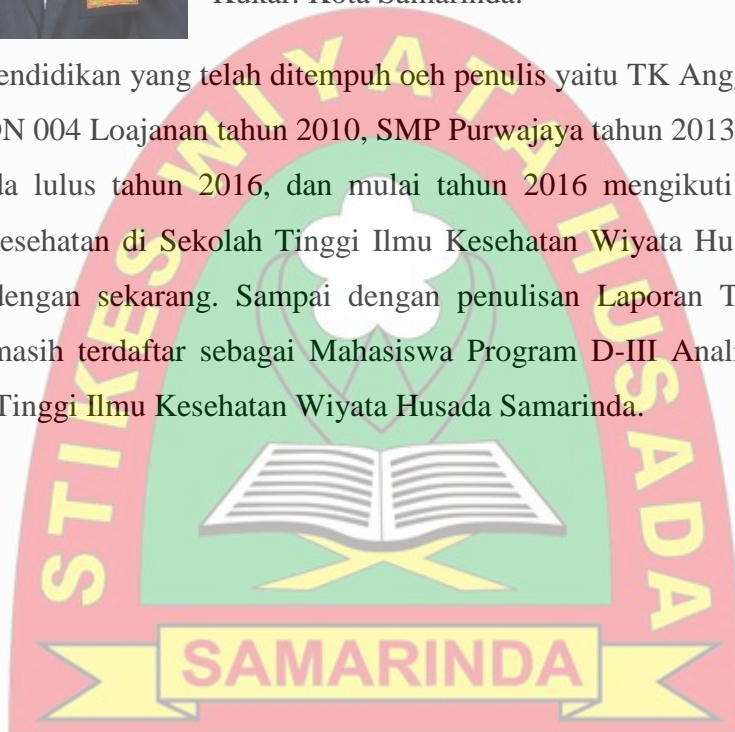 Kukar. Kota Samarinda.
endidikan yang telah ditempuh oeh penulis yaitu TK Ang
N 004 Loajanan tahun 2010, SMP Purwajaya tahun 2013
da lulus tahun 2016, dan mulai tahun 2016 mengikuti
esehatan di Sekolah Tinggi Ilmu Kesehatan Wiyata Hu
dengan sekarang. Sampai dengan penulisan Laporan T
masih terdaftar sebagai Mahasiswa Program D-III Anal
Tinggi Ilmu Kesehatan Wiyata Husada Samarinda.
STIKES WIYATA HUSADA
SAMARINDA